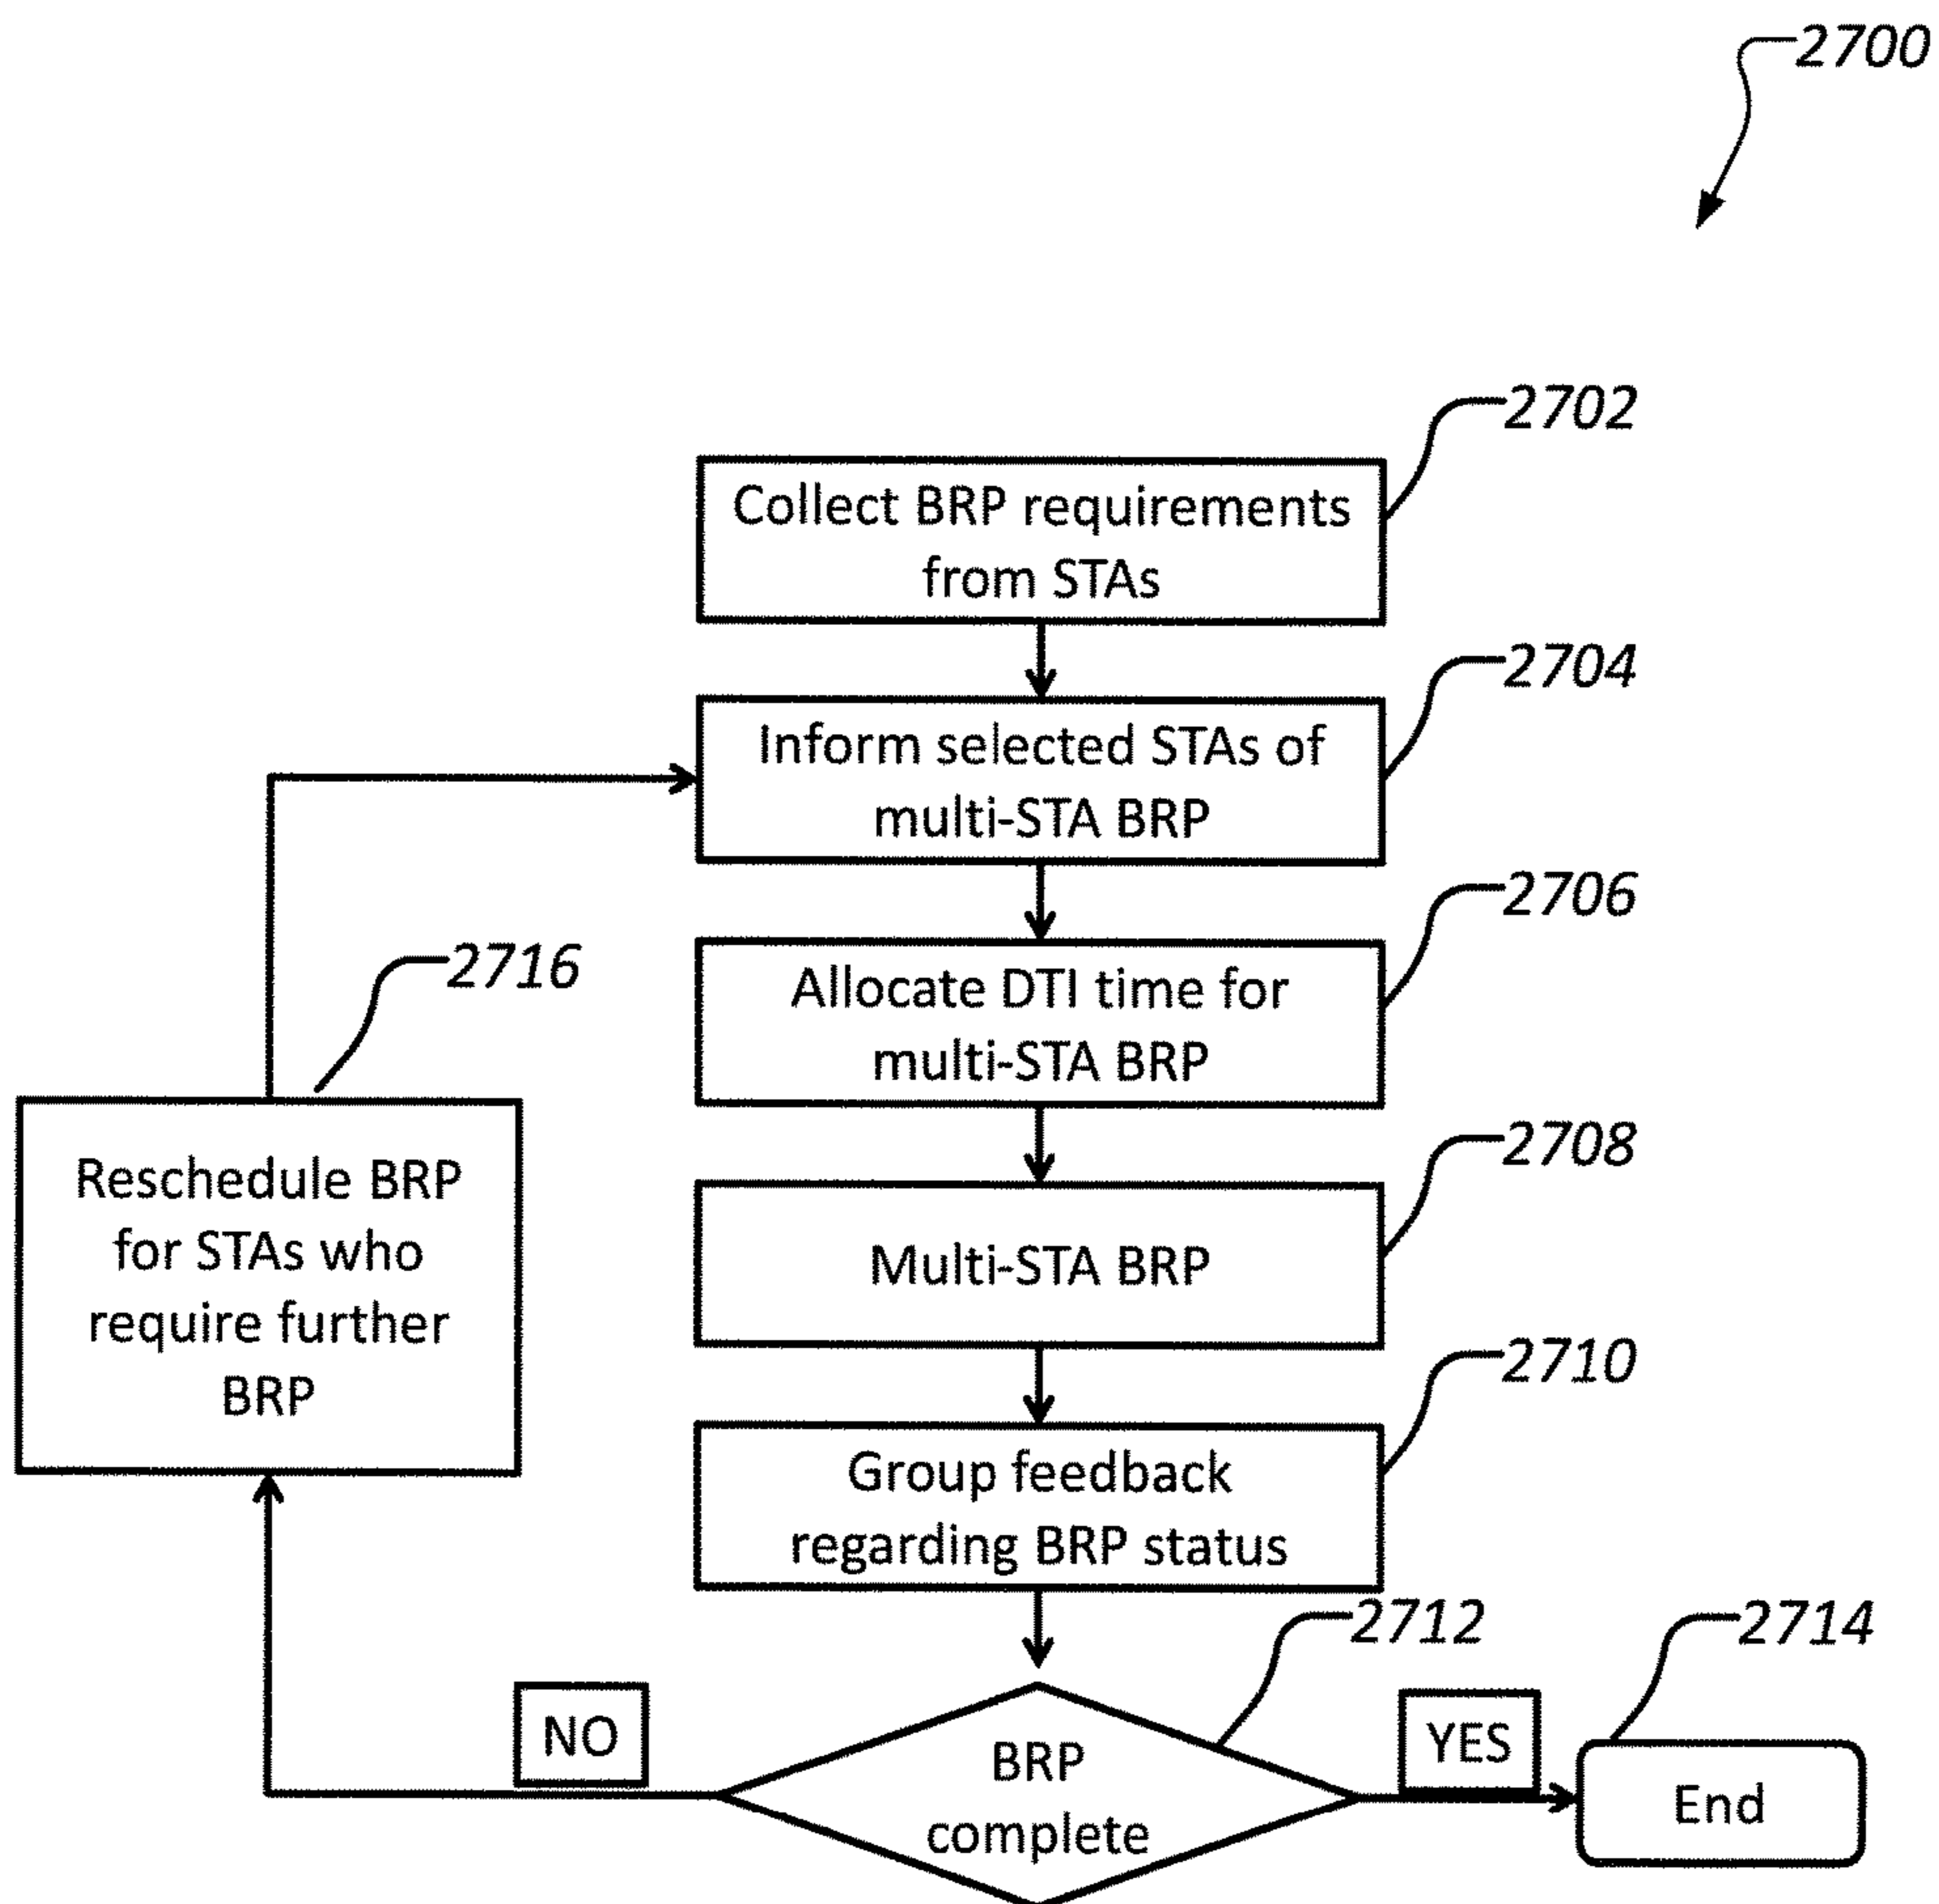 2700
2702
Collect BRP requirements
from STAs
2704
Inform selected STAs of
multi-STA BRP
2706
Allocate DTI time for
multi-STA BRP
2716
Reschedule BRP
for STAs who
require further
BRP
2708
Multi-STA BRP
2710
Group feedback
regarding BRP status
2712
2714
NO
BRP
complete
YES
End